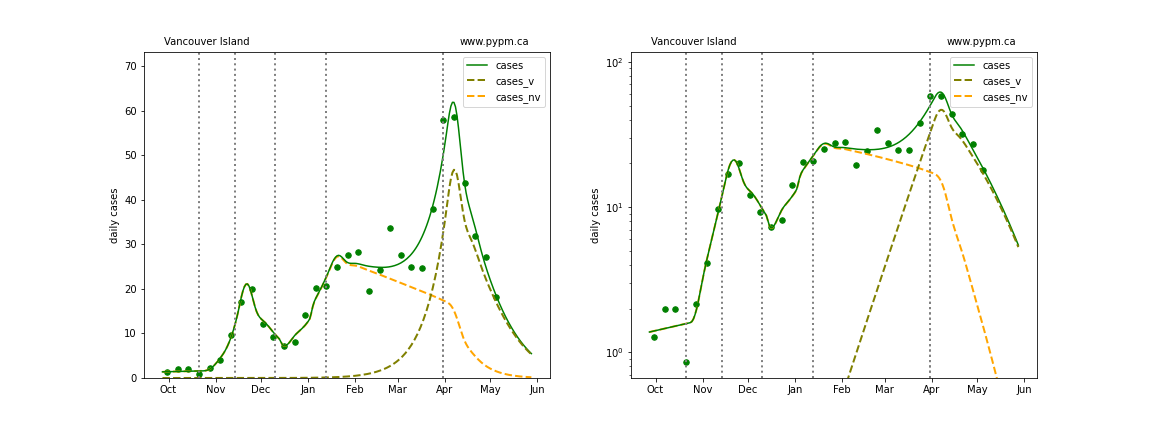 Vancouver Island www.pypm.ca
cases
cases_v
cases_nv
daily cases
70
60
50
40
30
20
10
0
Oct Nov Dec Jan Feb Mar Apr May Jun
Vancouver Island www.pypm.ca
cases
cases_v
cases_nv
daily cases
10²
10¹
10⁰
Oct Nov Dec Jan Feb Mar Apr May Jun